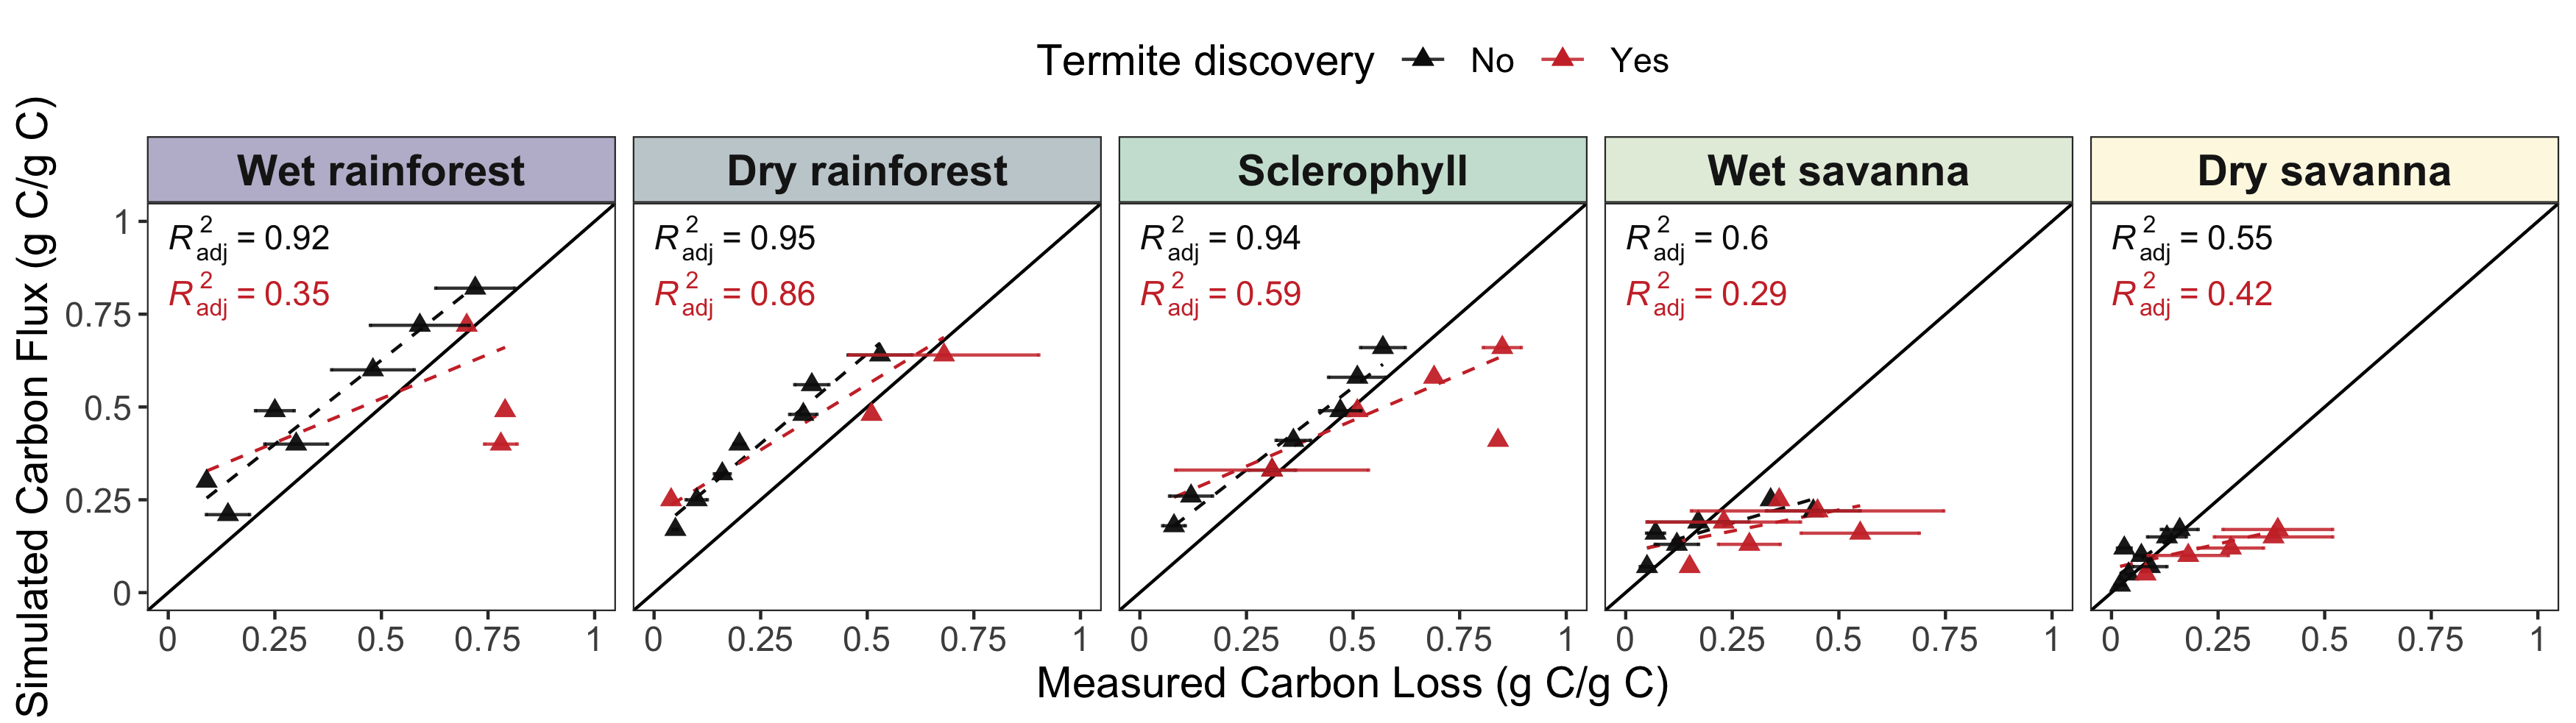 Termite discovery No Yes
Simulated Carbon Flux (g C/g C)
Wet rainforest Dry rainforest Sclerophyll Wet savanna Dry savanna
R²adj = 0.92 R²adj = 0.95 R²adj = 0.94 R²adj = 0.6 R²adj = 0.55
R²adj = 0.35 R²adj = 0.86 R²adj = 0.59 R²adj = 0.29 R²adj = 0.42
1
0.75
0.5
0.25
0
0 0.25 0.5 0.75 1 0 0.25 0.5 0.75 1 0 0.25 0.5 0.75 1 0 0.25 0.5 0.75 1 0 0.25 0.5 0.75 1
Measured Carbon Loss (g C/g C)